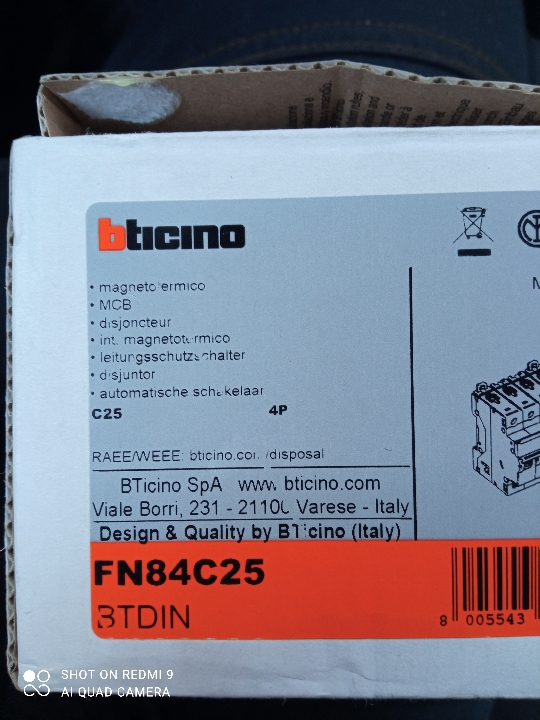 bticino
• magnetotermico
• MCB
• disjoncteur
• int. magnetotermico
• leitungsschutzschalter
• disjuntor
• automatische schakelaar
C25 4P
RAEE/WEEE: bticino.com/disposal
BTicino SpA www.bticino.com
Viale Borri, 231 - 21100 Varese - Italy
Design & Quality by BTicino (Italy)
FN84C25
BTDIN
8 005543
SHOT ON REDMI 9
AI QUAD CAMERA